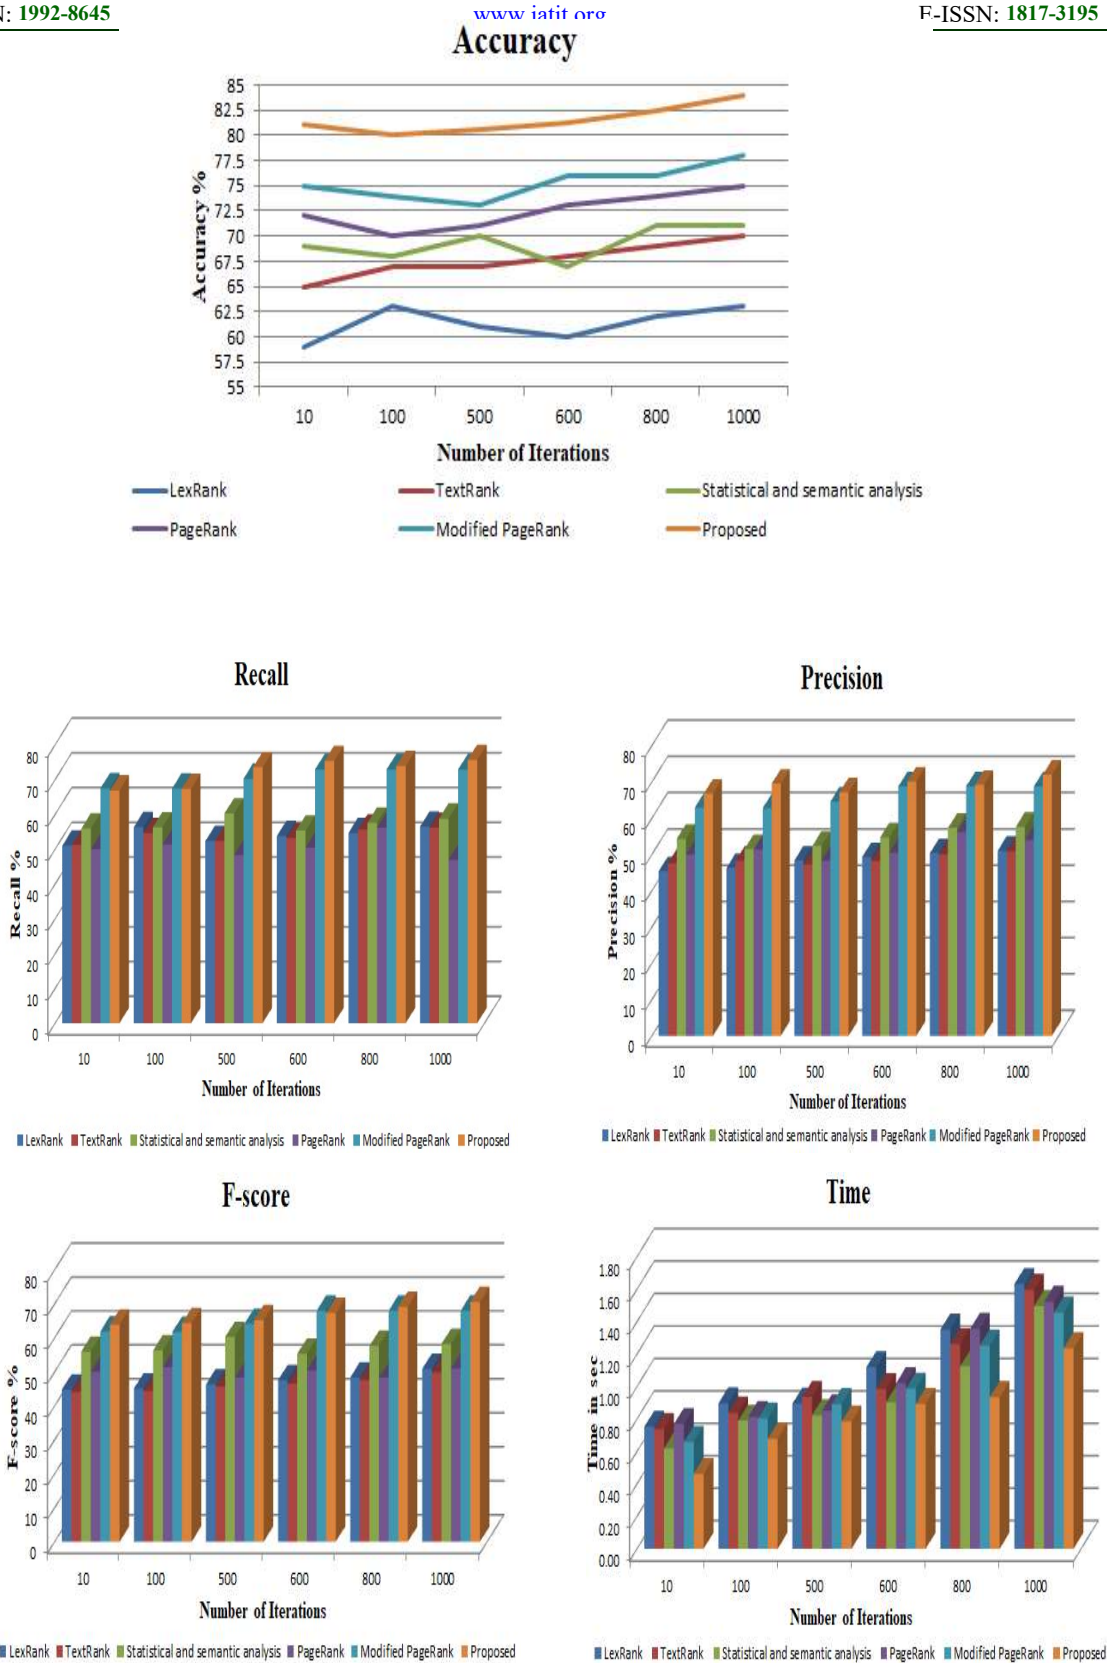 N: 1992-8645
www.jatit.org
E-ISSN: 1817-3195
Accuracy
85
82.5
80
77.5
75
72.5
70
67.5
65
62.5
60
57.5
55
Accuracy %
10 100 500 600 800 1000
Number of Iterations
LexRank TextRank Statistical and semantic analysis
PageRank Modified PageRank Proposed
Recall
80
70
60
50
40
30
20
10
0
Recall %
10 100 500 600 800 1000
Number of Iterations
LexRank TextRank Statistical and semantic analysis PageRank Modified PageRank Proposed
Precision
80
70
60
50
40
30
20
10
0
Precision %
10 100 500 600 800 1000
Number of Iterations
LexRank TextRank Statistical and semantic analysis PageRank Modified PageRank Proposed
F-score
80
70
60
50
40
30
20
10
0
F-score %
10 100 500 600 800 1000
Number of Iterations
LexRank TextRank Statistical and semantic analysis PageRank Modified PageRank Proposed
Time
1.80
1.60
1.40
1.20
1.00
0.80
0.60
0.40
0.20
0.00
Time in sec
10 100 500 600 800 1000
Number of Iterations
LexRank TextRank Statistical and semantic analysis PageRank Modified PageRank Proposed